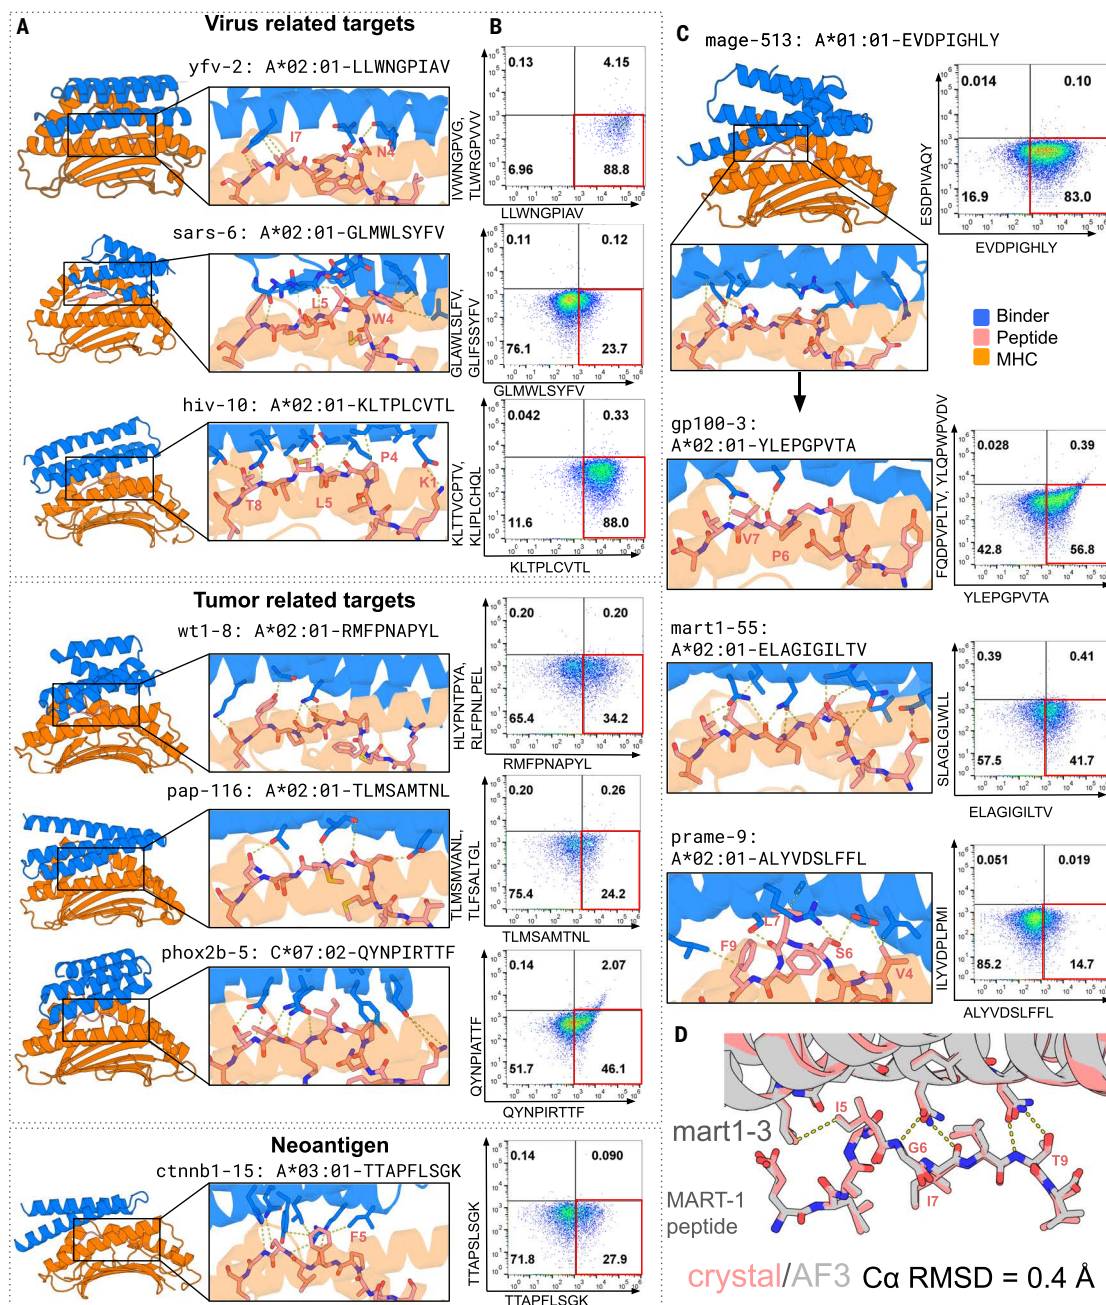 A
Virus related targets
B
yfv-2: A*02:01-LLWNGPIAV
I7
N4
IVWNGPVG,
TLWRGPVVV
0.13
4.15
6.96
88.8
LLWNGPIAV
sars-6: A*02:01-GLMWLSYFV
L5
W4
GLAWLSLFV,
GLIFSSYFV
0.11
0.12
76.1
23.7
GLMWLSYFV
hiv-10: A*02:01-KLTPLCVTL
P4
K1
T8
L5
KLTTVCPTV,
KLIPLCHQL
0.042
0.33
11.6
88.0
KLTPLCVTL
Tumor related targets
wt1-8: A*02:01-RMFPNAPYL
HLYPNTPYA,
RLFPNLPEL
0.20
0.20
65.4
34.2
RMFPNAPYL
pap-116: A*02:01-TLMSAMTNL
TLMSMVANL,
TLFSALTGL
0.20
0.26
75.4
24.2
TLMSAMTNL
phox2b-5: C*07:02-QYNPIRTTF
QYNPIATTF
0.14
2.07
51.7
46.1
QYNPIRTTF
Neoantigen
ctnnb1-15: A*03:01-TTAPFLSGK
F5
TTAPSLSGK
0.14
0.090
71.8
27.9
TTAPFLSGK
C
mage-513: A*01:01-EVDPIGHLY
ESDPIVAQY
0.014
0.10
16.9
83.0
EVDPIGHLY
Binder
Peptide
MHC
gp100-3:
A*02:01-YLEPGPVTA
V7
P6
FQDPVPLTV, YLQPWPVDV
0.028
0.39
42.8
56.8
YLEPGPVTA
mart1-55:
A*02:01-ELAGIGILTV
SLAGLGLWLL
0.39
0.41
57.5
41.7
ELAGIGILTV
prame-9:
A*02:01-ALYVDSLFFL
L7
F9
S6
V4
ILYVDPLPMI
0.051
0.019
85.2
14.7
ALYVDSLFFL
D
mart1-3
I5
G6
T9
I7
MART-1
peptide
crystal/AF3 Cα RMSD = 0.4 Å